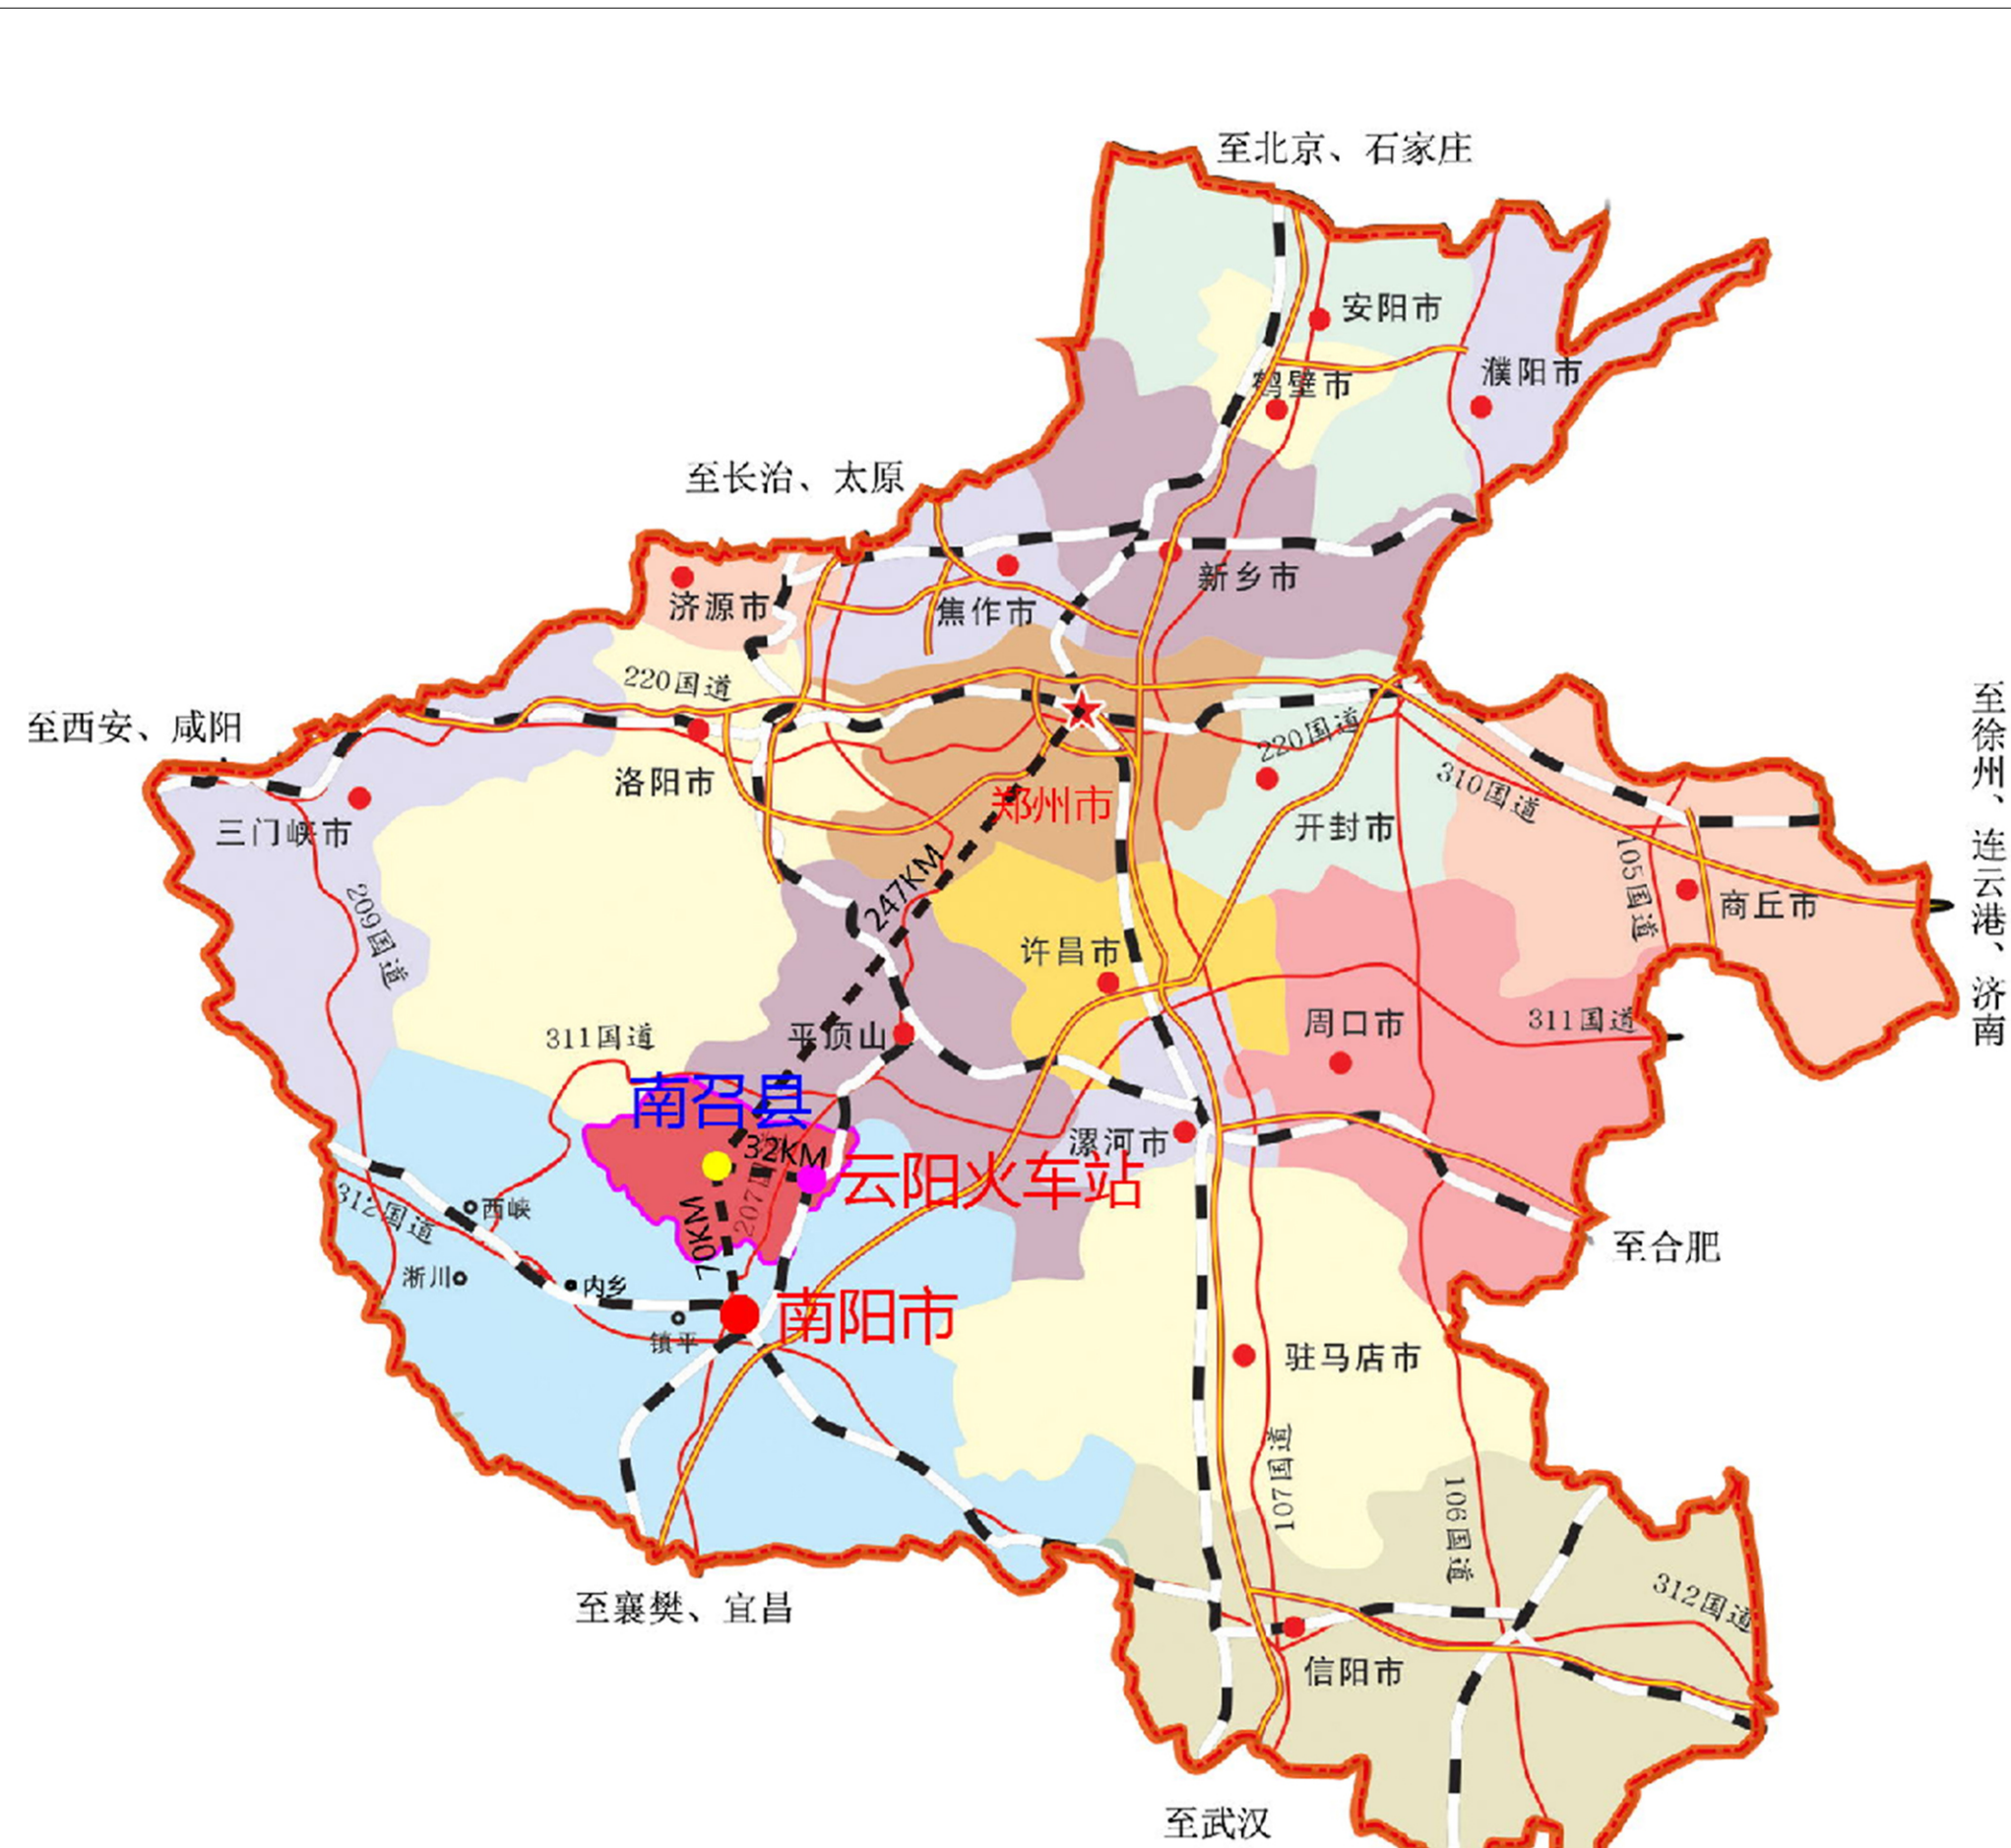 至北京、石家庄
安阳市
濮阳市
鹤壁市
至长治、太原
新乡市
济源市
焦作市
220国道
至西安、咸阳
洛阳市
220国道
310国道
至徐州、连云港、济南
郑州市
三门峡市
开封市
247KM
105国道
商丘市
209国道
许昌市
311国道
平顶山
周口市
311国道
南召县
32KM
漯河市
云阳火车站
207国道
70KM
312国道
西峡
至合肥
淅川
内乡
南阳市
镇平
驻马店市
107国道
106国道
至襄樊、宜昌
312国道
信阳市
至武汉